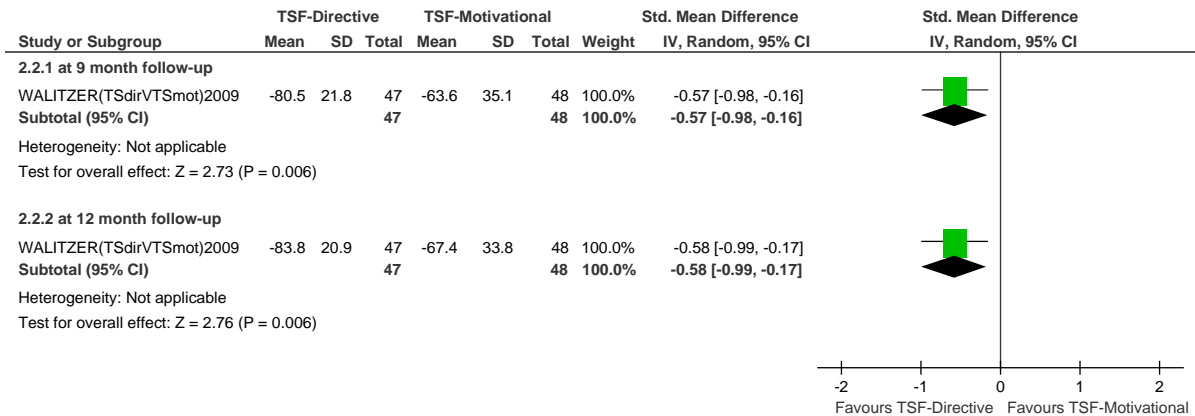 TSF-Directive TSF-Motivational Std. Mean Difference Std. Mean Difference
Study or Subgroup Mean SD Total Mean SD Total Weight IV, Random, 95% CI IV, Random, 95% CI
2.2.1 at 9 month follow-up
WALITZER(TSdirVTSmot)2009 -80.5 21.8 47 -63.6 35.1 48 100.0% -0.57 [-0.98, -0.16]
Subtotal (95% CI) 47 48 100.0% -0.57 [-0.98, -0.16]
Heterogeneity: Not applicable
Test for overall effect: Z = 2.73 (P = 0.006)
2.2.2 at 12 month follow-up
WALITZER(TSdirVTSmot)2009 -83.8 20.9 47 -67.4 33.8 48 100.0% -0.58 [-0.99, -0.17]
Subtotal (95% CI) 47 48 100.0% -0.58 [-0.99, -0.17]
Heterogeneity: Not applicable
Test for overall effect: Z = 2.76 (P = 0.006)
-2 -1 0 1 2
Favours TSF-Directive Favours TSF-Motivational